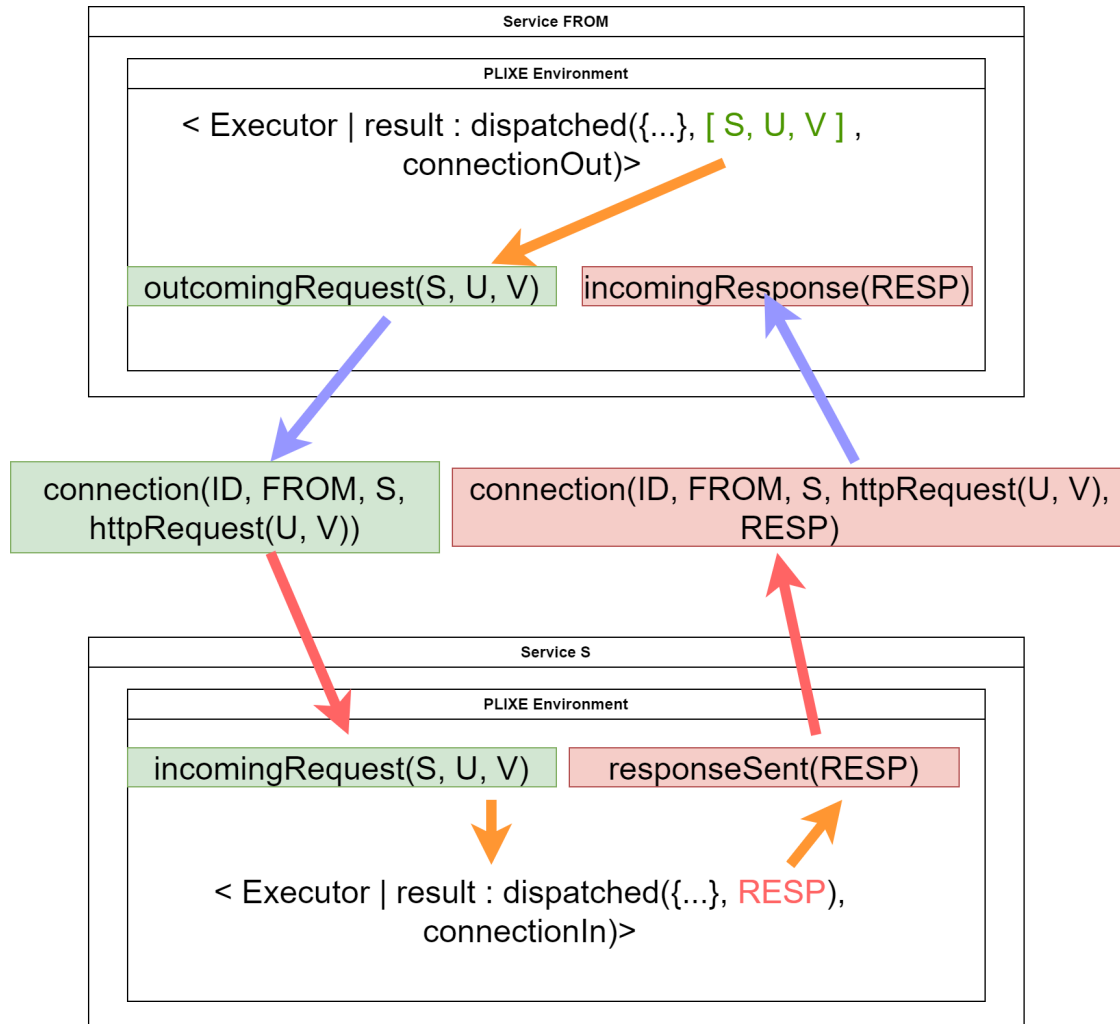 Service FROM
PLIXE Environment
< Executor | result : dispatched({...}, [ S, U, V ] ,
connectionOut)>
outcomingRequest(S, U, V)
incomingResponse(RESP)
connection(ID, FROM, S,
httpRequest(U, V))
connection(ID, FROM, S, httpRequest(U, V),
RESP)
Service S
PLIXE Environment
incomingRequest(S, U, V)
responseSent(RESP)
< Executor | result : dispatched({...}, RESP),
connectionIn)>